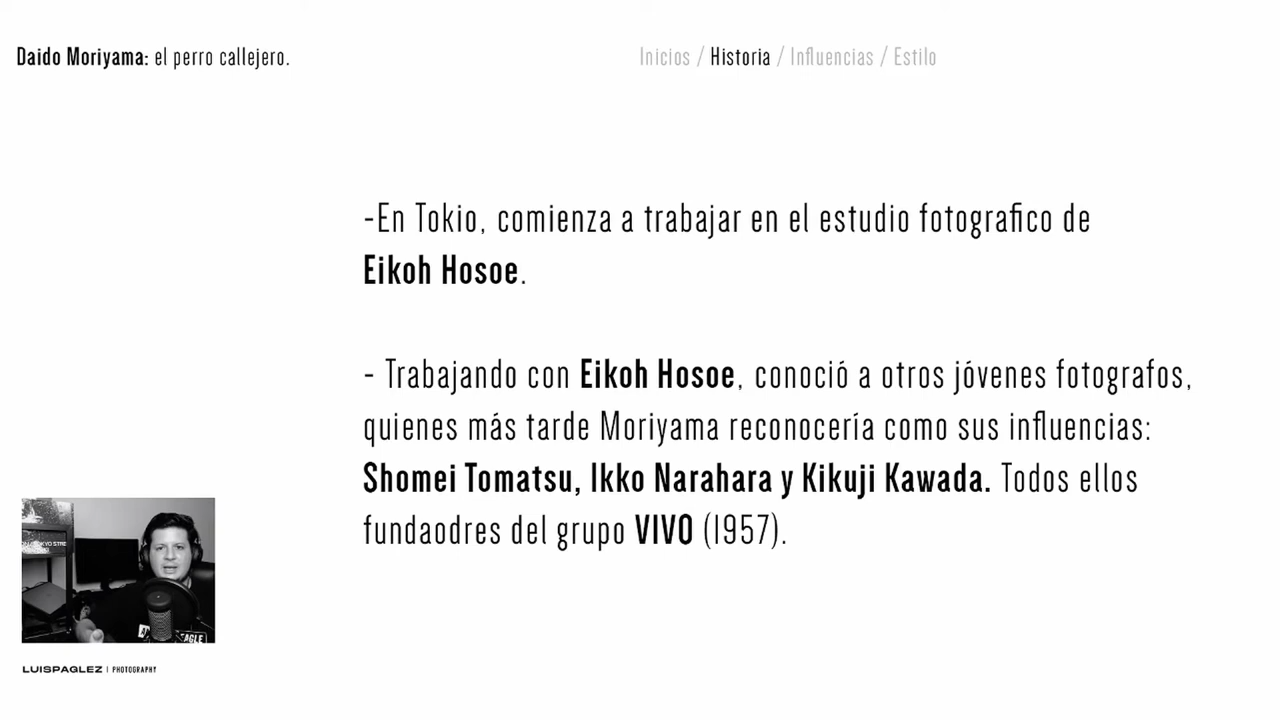 Daido Moriyama: el perro callejero.
Inicios / Historia / Influencias / Estilo
-En Tokio, comienza a trabajar en el estudio fotografico de
Eikoh Hosoe.
- Trabajando con Eikoh Hosoe, conoció a otros jóvenes fotografos,
quienes más tarde Moriyama reconocería como sus influencias:
Shomei Tomatsu, Ikko Narahara y Kikuji Kawada. Todos ellos
fundaodres del grupo VIVO (1957).
LUISPAGLEZ | PHOTOGRAPHY